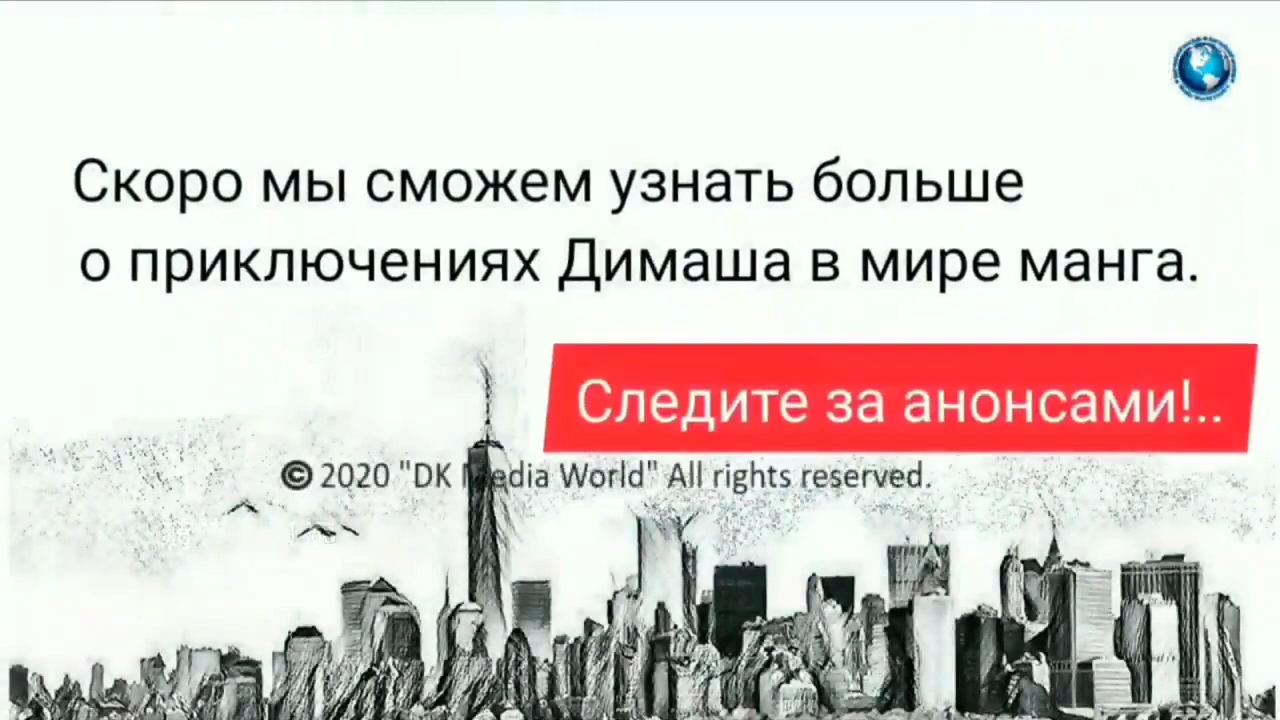 Скоро мы сможем узнать больше
о приключениях Димаша в мире манга.
Следите за анонсами!..
© 2020 "DK Media World" All rights reserved.